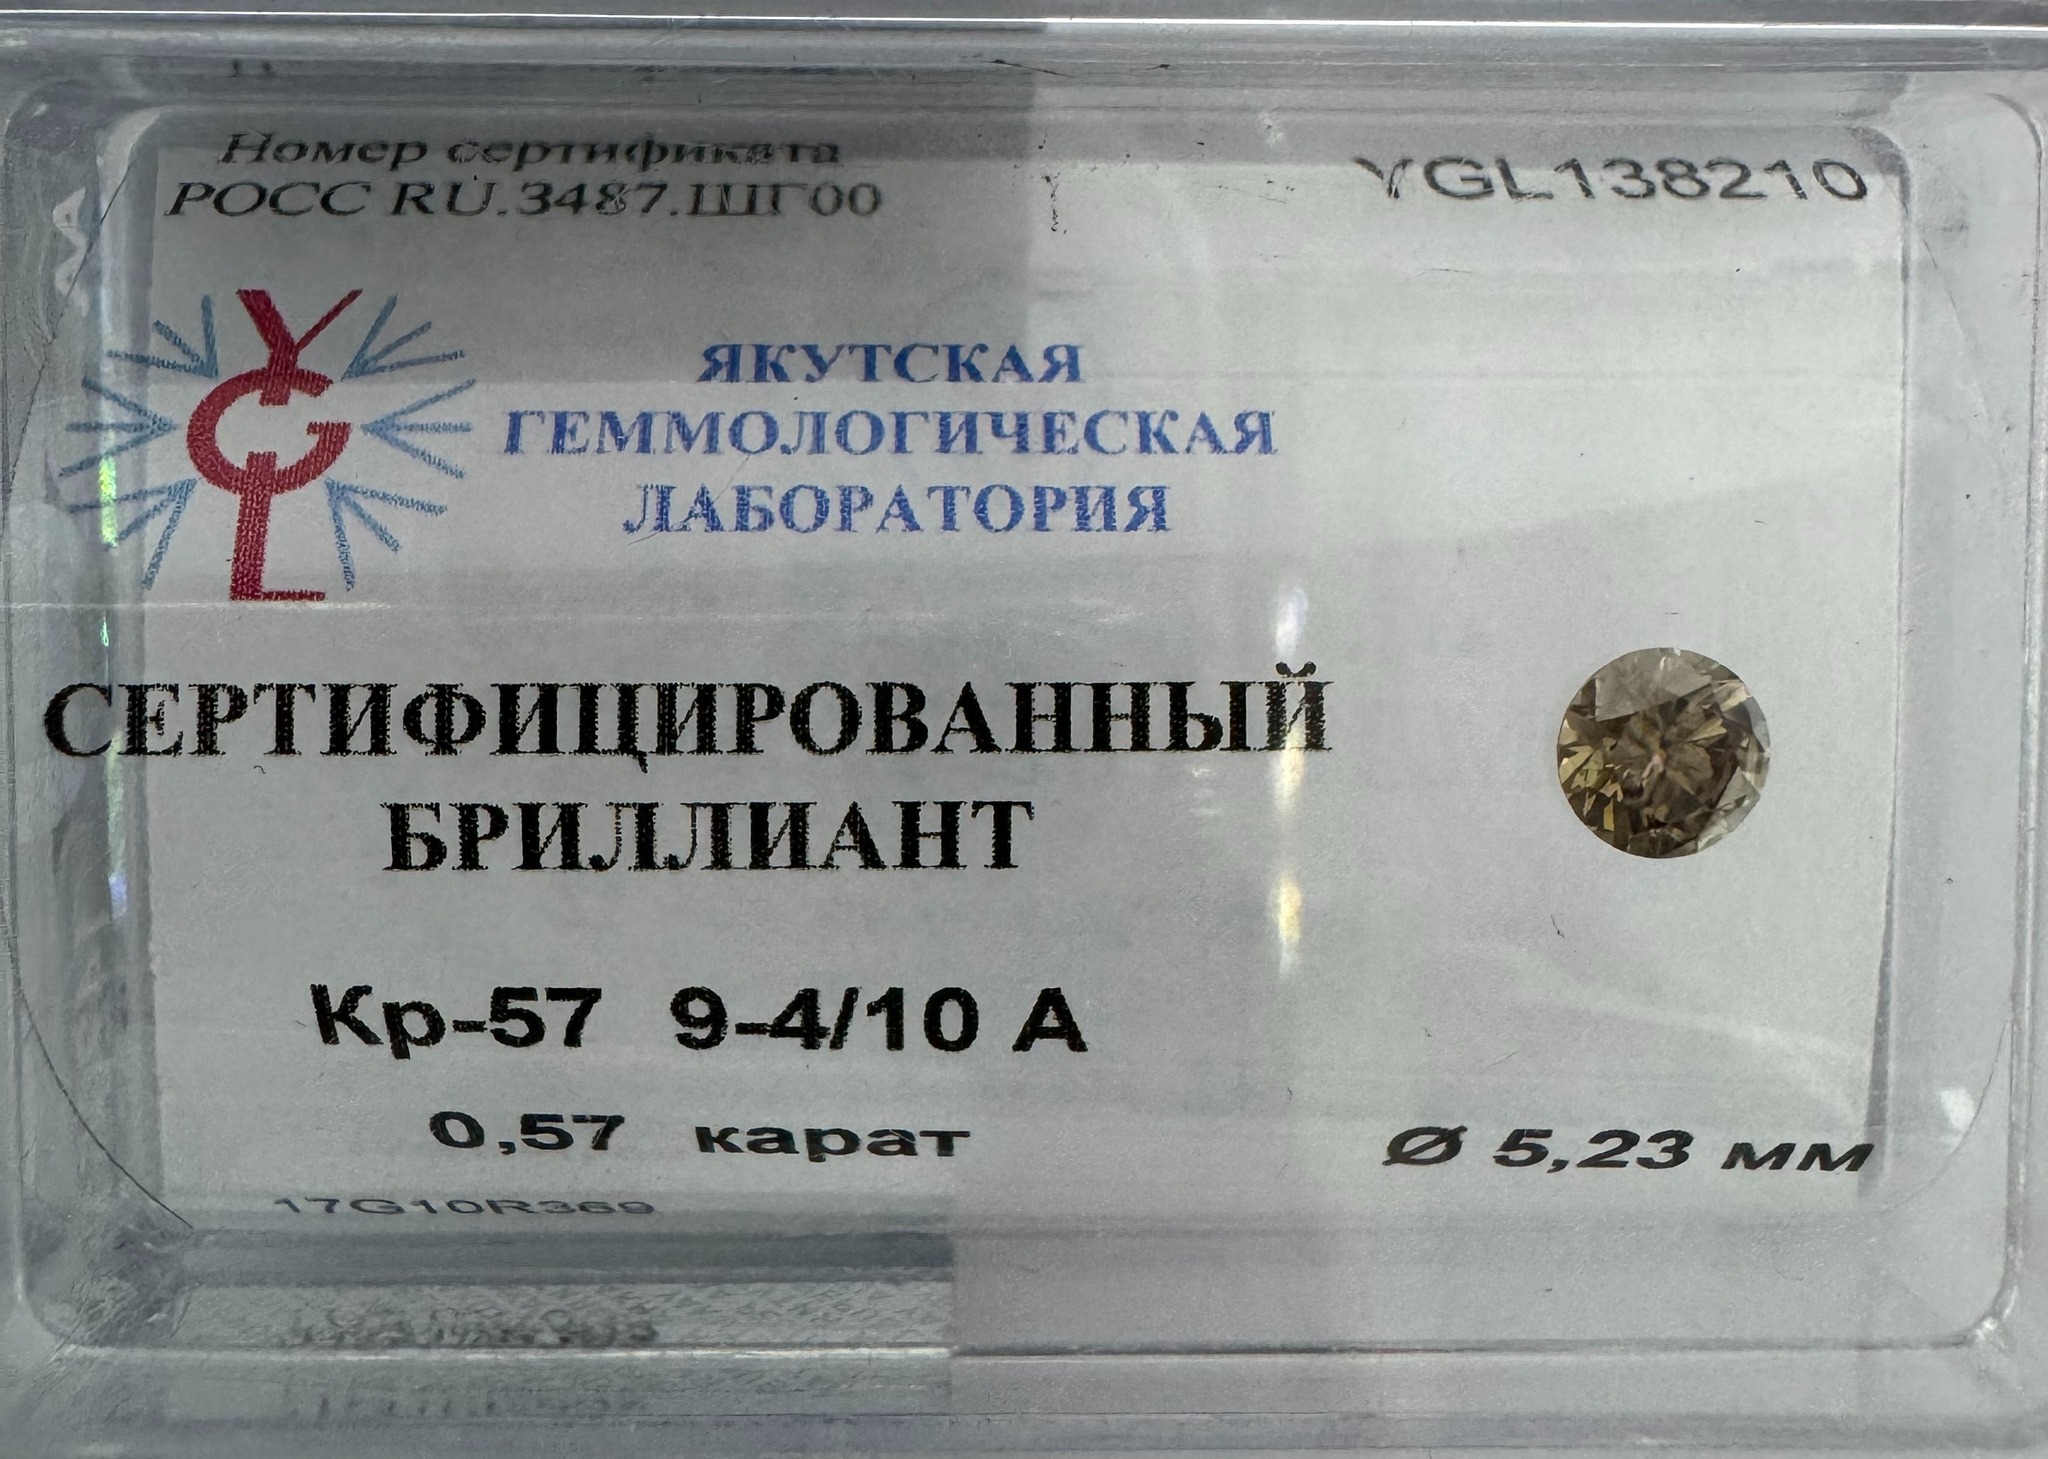 Номер сертификата
РОСС RU.3487.ШГ00
YGL138210
YGL
ЯКУТСКАЯ
ГЕММОЛОГИЧЕСКАЯ
ЛАБОРАТОРИЯ
СЕРТИФИЦИРОВАННЫЙ
БРИЛЛИАНТ
Кр-57 9-4/10 А
0,57 карат
Ø 5,23 мм
17G10R369